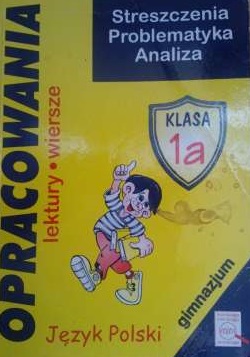 Streszczenia
Problematyka
Analiza
OPRACOWANIA
lektury • wiersze
KLASA
1a
gimnazjum
Język Polski